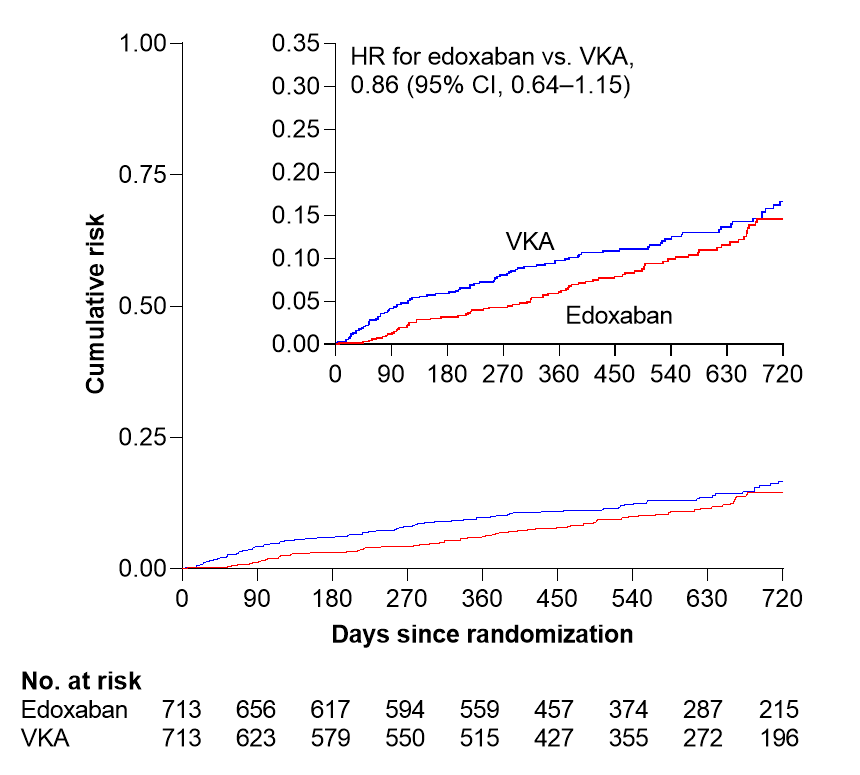 1.00
0.75
0.50
0.25
0.00
Cumulative risk
0.35
0.30
0.25
0.20
0.15
0.10
0.05
0.00
HR for edoxaban vs. VKA,
0.86 (95% CI, 0.64–1.15)
VKA
Edoxaban
0 90 180 270 360 450 540 630 720
0 90 180 270 360 450 540 630 720
Days since randomization
No. at risk
Edoxaban 713 656 617 594 559 457 374 287 215
VKA 713 623 579 550 515 427 355 272 196